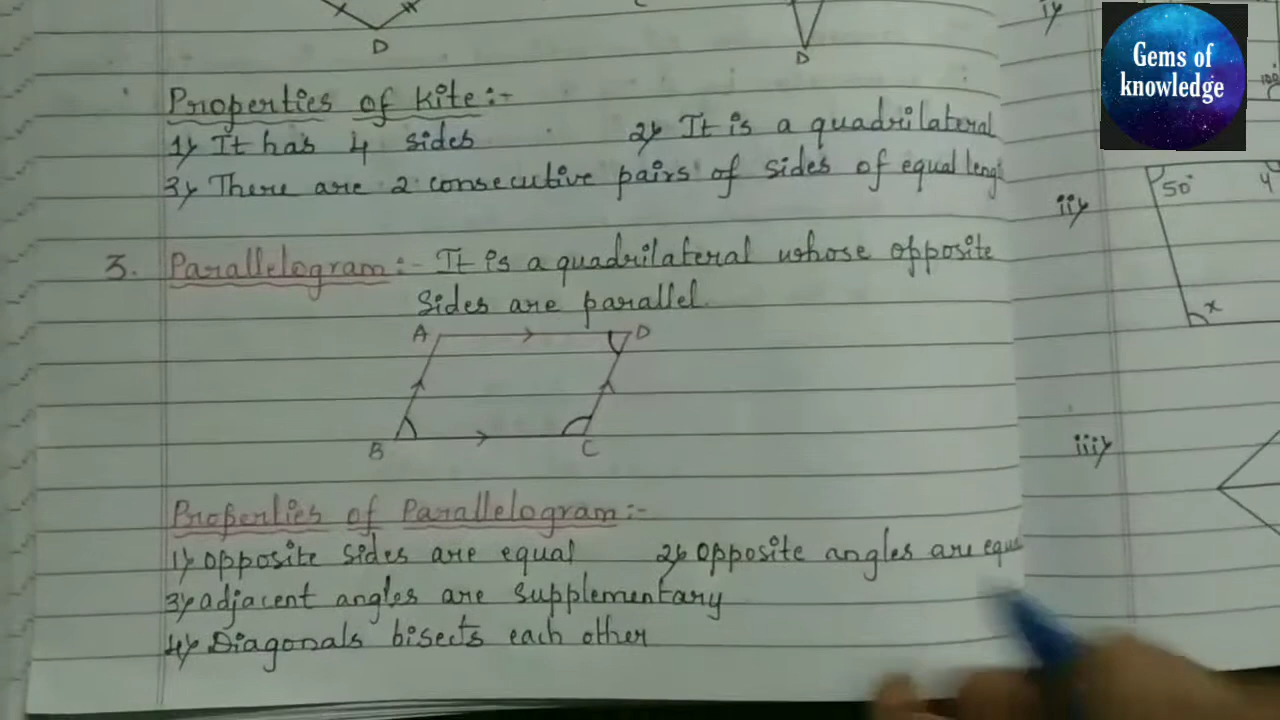 D
D
Properties of Kite:-
1) It has 4 sides 2) It is a quadrilateral
3) There are 2 consecutive pairs of sides of equal leng
3. Parallelogram:- It is a quadrilateral whose opposite
sides are parallel.
A D
B C
Properties of Parallelogram:-
1) opposite sides are equal 2) opposite angles are equ
3) adjacent angles are supplementary
4) Diagonals bisects each other
i)
Gems of
knowledge
100°
ii) 50° y
x
iii)